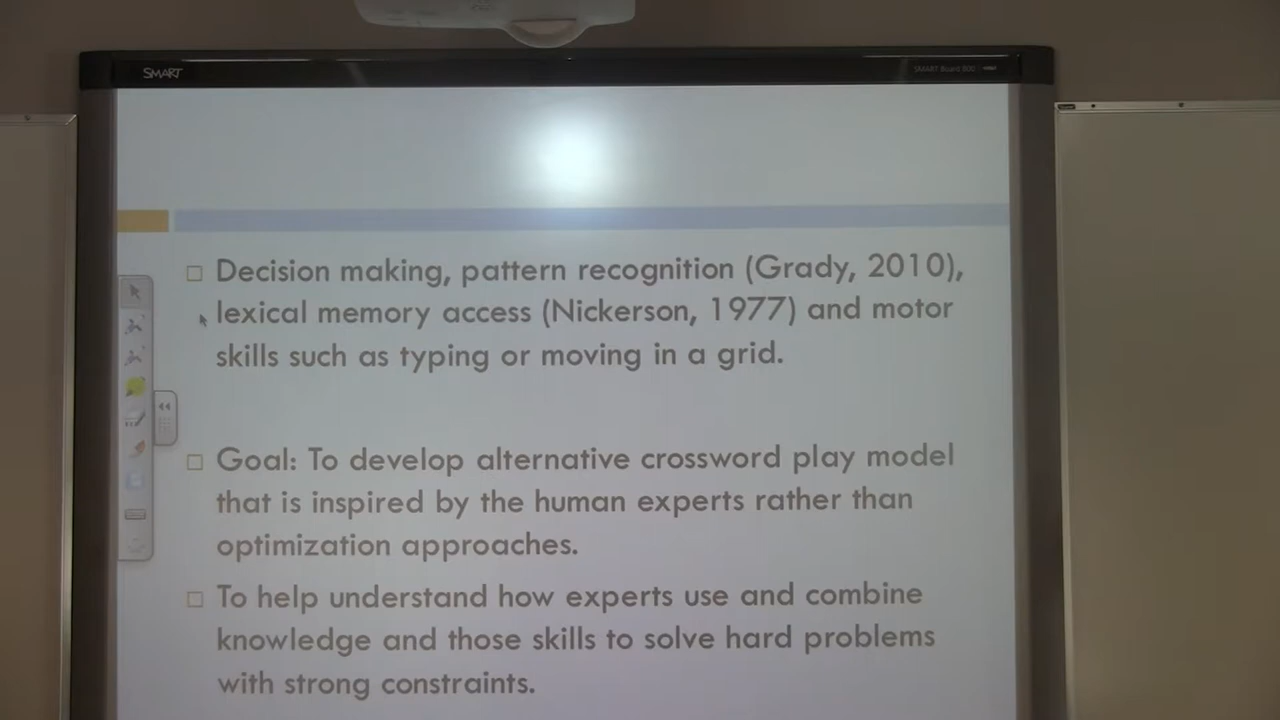 SMART
SMART Board 800
Decision making, pattern recognition (Grady, 2010),
lexical memory access (Nickerson, 1977) and motor
skills such as typing or moving in a grid.
Goal: To develop alternative crossword play model
that is inspired by the human experts rather than
optimization approaches.
To help understand how experts use and combine
knowledge and those skills to solve hard problems
with strong constraints.